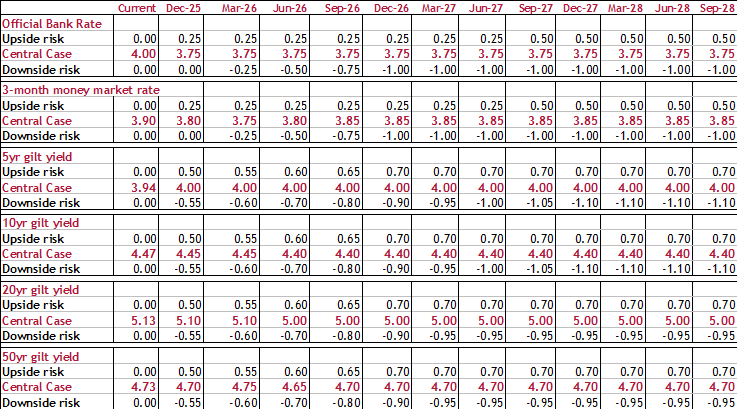 Current Dec-25 Mar-26 Jun-26 Sep-26 Dec-26 Mar-27 Jun-27 Sep-27 Dec-27 Mar-28 Jun-28 Sep-28
Official Bank Rate
Upside risk 0.00 0.25 0.25 0.25 0.25 0.25 0.25 0.25 0.50 0.50 0.50 0.50 0.50
Central Case 4.00 3.75 3.75 3.75 3.75 3.75 3.75 3.75 3.75 3.75 3.75 3.75 3.75
Downside risk 0.00 0.00 -0.25 -0.50 -0.75 -1.00 -1.00 -1.00 -1.00 -1.00 -1.00 -1.00 -1.00
3-month money market rate
Upside risk 0.00 0.25 0.25 0.25 0.25 0.25 0.25 0.25 0.50 0.50 0.50 0.50 0.50
Central Case 3.90 3.80 3.75 3.80 3.85 3.85 3.85 3.85 3.85 3.85 3.85 3.85 3.85
Downside risk 0.00 0.00 -0.25 -0.50 -0.75 -1.00 -1.00 -1.00 -1.00 -1.00 -1.00 -1.00 -1.00
5yr gilt yield
Upside risk 0.00 0.50 0.55 0.60 0.65 0.70 0.70 0.70 0.70 0.70 0.70 0.70 0.70
Central Case 3.94 4.00 4.00 4.00 4.00 4.00 4.00 4.00 4.00 4.00 4.00 4.00 4.00
Downside risk 0.00 -0.55 -0.60 -0.70 -0.80 -0.90 -0.95 -1.00 -1.05 -1.10 -1.10 -1.10 -1.10
10yr gilt yield
Upside risk 0.00 0.50 0.55 0.60 0.65 0.70 0.70 0.70 0.70 0.70 0.70 0.70 0.70
Central Case 4.47 4.45 4.45 4.40 4.40 4.40 4.40 4.40 4.40 4.40 4.40 4.40 4.40
Downside risk 0.00 -0.55 -0.60 -0.70 -0.80 -0.90 -0.95 -1.00 -1.05 -1.10 -1.10 -1.10 -1.10
20yr gilt yield
Upside risk 0.00 0.50 0.55 0.60 0.65 0.70 0.70 0.70 0.70 0.70 0.70 0.70 0.70
Central Case 5.13 5.10 5.10 5.00 5.00 5.00 5.00 5.00 5.00 5.00 5.00 5.00 5.00
Downside risk 0.00 -0.55 -0.60 -0.70 -0.80 -0.90 -0.95 -0.95 -0.95 -0.95 -0.95 -0.95 -0.95
50yr gilt yield
Upside risk 0.00 0.50 0.55 0.60 0.65 0.70 0.70 0.70 0.70 0.70 0.70 0.70 0.70
Central Case 4.73 4.70 4.75 4.65 4.70 4.70 4.70 4.70 4.70 4.70 4.70 4.70 4.70
Downside risk 0.00 -0.55 -0.60 -0.70 -0.80 -0.90 -0.95 -0.95 -0.95 -0.95 -0.95 -0.95 -0.95